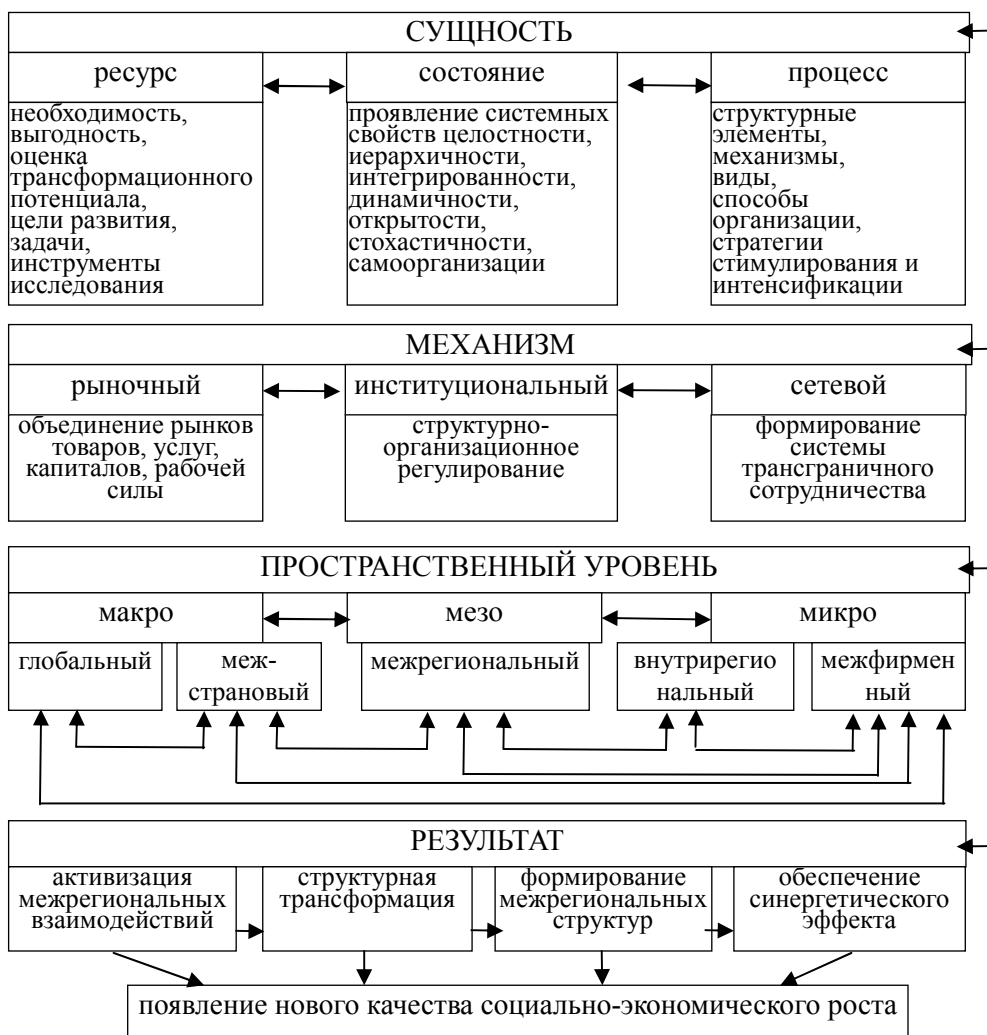 СУЩНОСТЬ
ресурс
состояние
процесс
необходимость,
выгодность,
оценка
трансформационного
потенциала,
цели развития,
задачи,
инструменты
исследования
проявление системных
свойств целостности,
иерархичности,
интегрированности,
динамичности,
открытости,
стохастичности,
самоорганизации
структурные
элементы,
механизмы,
виды,
способы
организации,
стратегии
стимулирования и
интенсификации
МЕХАНИЗМ
рыночный
институциональный
сетевой
объединение рынков
товаров, услуг,
капиталов, рабочей
силы
структурно-
организационное
регулирование
формирование
системы
трансграничного
сотрудничества
ПРОСТРАНСТВЕННЫЙ УРОВЕНЬ
макро
мезо
микро
глобальный
меж-
страновый
межрегиональный
внутрирегио
нальный
межфирмен
ный
РЕЗУЛЬТАТ
активизация
межрегиональных
взаимодействий
структурная
трансформация
формирование
межрегиональных
структур
обеспечение
синергетического
эффекта
появление нового качества социально-экономического роста